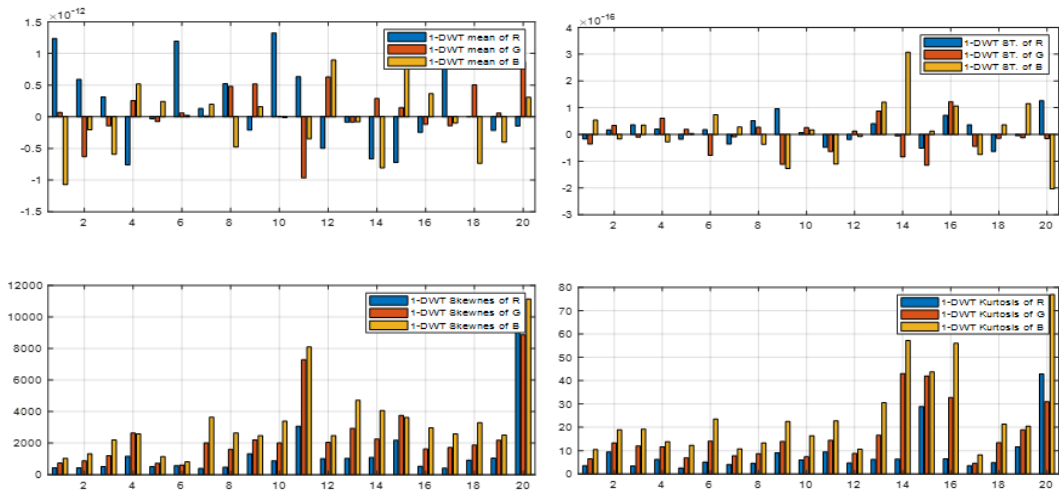 ×10⁻¹²
1.5
1
0.5
0
-0.5
-1
-1.5
2 4 6 8 10 12 14 16 18 20
1-DWT mean of R
1-DWT mean of G
1-DWT mean of B
×10⁻¹⁶
4
3
2
1
0
-1
-2
-3
2 4 6 8 10 12 14 16 18 20
1-DWT ST. of R
1-DWT ST. of G
1-DWT ST. of B
12000
10000
8000
6000
4000
2000
0
2 4 6 8 10 12 14 16 18 20
1-DWT Skewnes of R
1-DWT Skewnes of G
1-DWT Skewnes of B
80
70
60
50
40
30
20
10
0
2 4 6 8 10 12 14 16 18 20
1-DWT Kurtosis of R
1-DWT Kurtosis of G
1-DWT Kurtosis of B